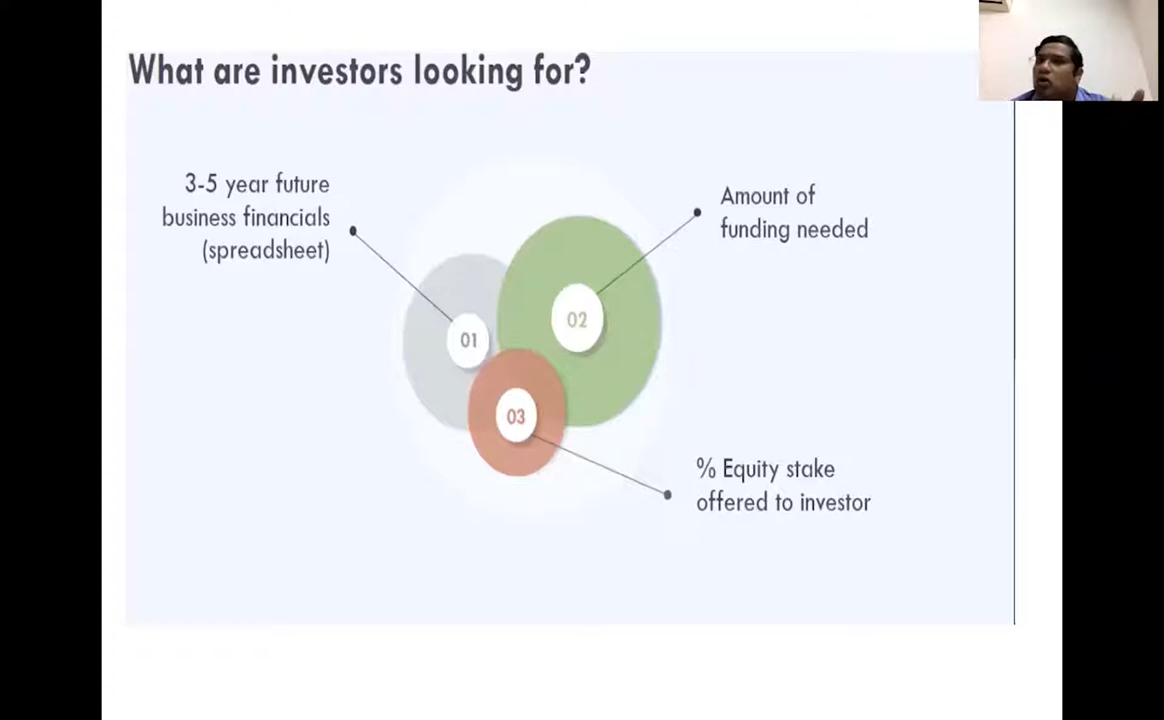 What are investors looking for?
3-5 year future
business financials
(spreadsheet)
01
Amount of
funding needed
02
03
% Equity stake
offered to investor